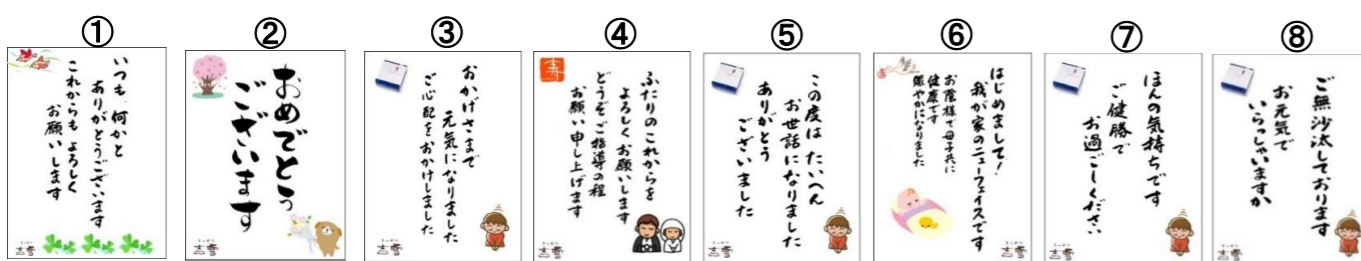 ①
いつも、何かと
ありがとうございます
これからも よろしく
お願いします
②
おめでとう
ございます
③
おかげさまで
元気になりました
ご心配をおかけしました
④
寿
ふたりのこれからを
よろしくお願いします
どうぞご指導の程
お願い申し上げます
⑤
この度は たいへん
お世話になりました
ありがとう
ございました
⑥
はじめまして!
我が家のニューフェイスです
お陰様で母子共に
健康です
賑やかになりました
⑦
ほんの気持ちです
ご健勝で
お過ごしください
⑧
ご無沙汰しております
お元気で
いらっしゃいますか